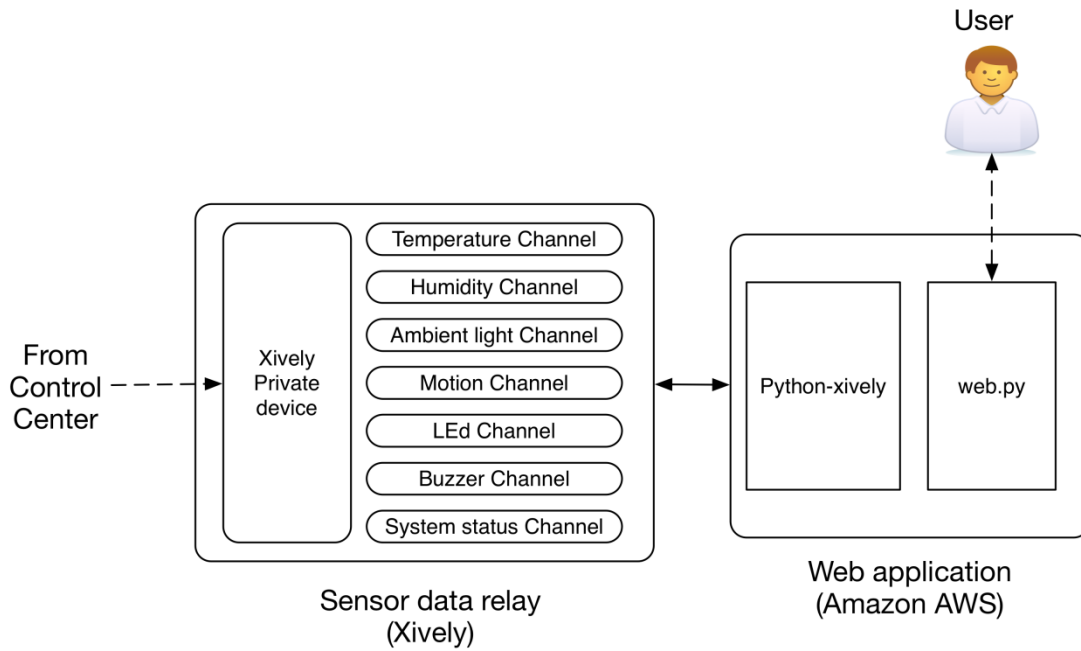 User
From
Control
Center
Xively
Private
device
Temperature Channel
Humidity Channel
Ambient light Channel
Motion Channel
LEd Channel
Buzzer Channel
System status Channel
Sensor data relay
(Xively)
Python-xively
web.py
Web application
(Amazon AWS)